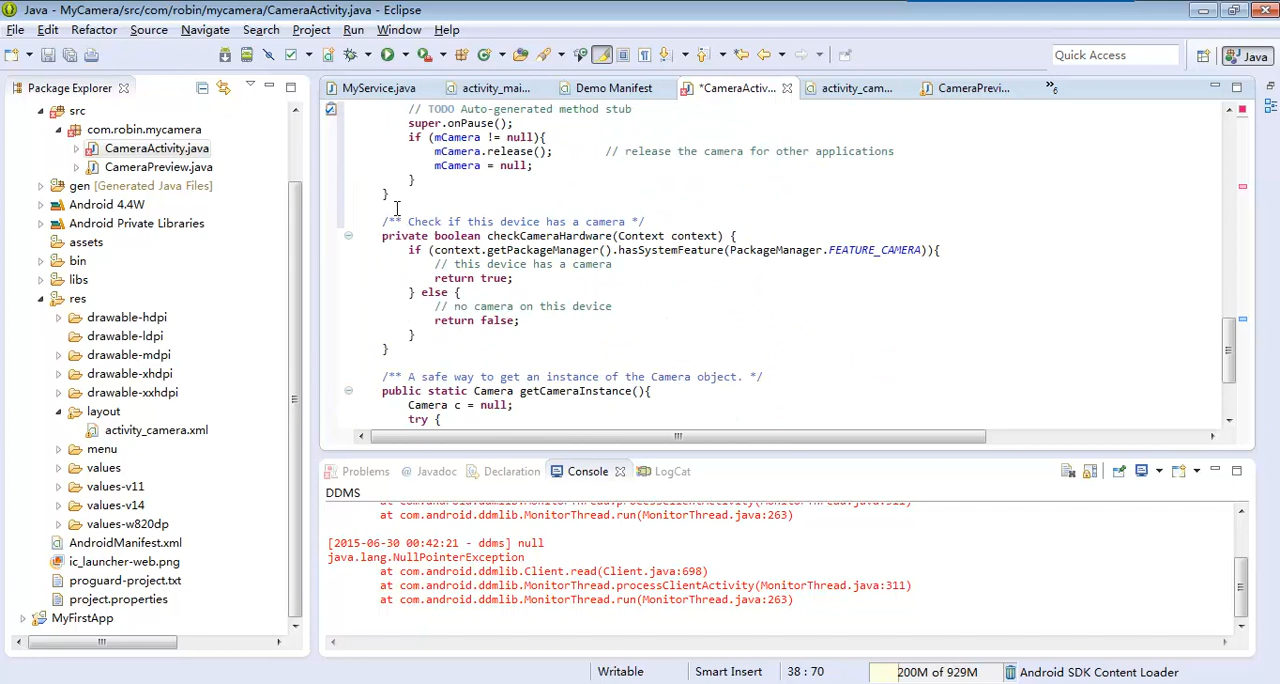 Java - MyCamera/src/com/robin/mycamera/CameraActivity.java - Eclipse
File Edit Refactor Source Navigate Search Project Run Window Help
Quick Access
Java
Package Explorer
src
com.robin.mycamera
CameraActivity.java
CameraPreview.java
gen [Generated Java Files]
Android 4.4W
Android Private Libraries
assets
bin
libs
res
drawable-hdpi
drawable-ldpi
drawable-mdpi
drawable-xhdpi
drawable-xxhdpi
layout
activity_camera.xml
menu
values
values-v11
values-v14
values-w820dp
AndroidManifest.xml
ic_launcher-web.png
proguard-project.txt
project.properties
MyFirstApp
MyService.java activity_mai... Demo Manifest *CameraActiv... activity_cam... CameraPrevi... »6
// TODO Auto-generated method stub
super.onPause();
if (mCamera != null){
mCamera.release(); // release the camera for other applications
mCamera = null;
}
}
/** Check if this device has a camera */
private boolean checkCameraHardware(Context context) {
if (context.getPackageManager().hasSystemFeature(PackageManager.FEATURE_CAMERA)){
// this device has a camera
return true;
} else {
// no camera on this device
return false;
}
}
/** A safe way to get an instance of the Camera object. */
public static Camera getCameraInstance(){
Camera c = null;
try {
Problems @ Javadoc Declaration Console LogCat
DDMS
at com.android.ddmlib.MonitorThread.processClientActivity(MonitorThread.java:311)
at com.android.ddmlib.MonitorThread.run(MonitorThread.java:263)
[2015-06-30 00:42:21 - ddms] null
java.lang.NullPointerException
at com.android.ddmlib.Client.read(Client.java:698)
at com.android.ddmlib.MonitorThread.processClientActivity(MonitorThread.java:311)
at com.android.ddmlib.MonitorThread.run(MonitorThread.java:263)
Writable Smart Insert 38 : 70 200M of 929M Android SDK Content Loader